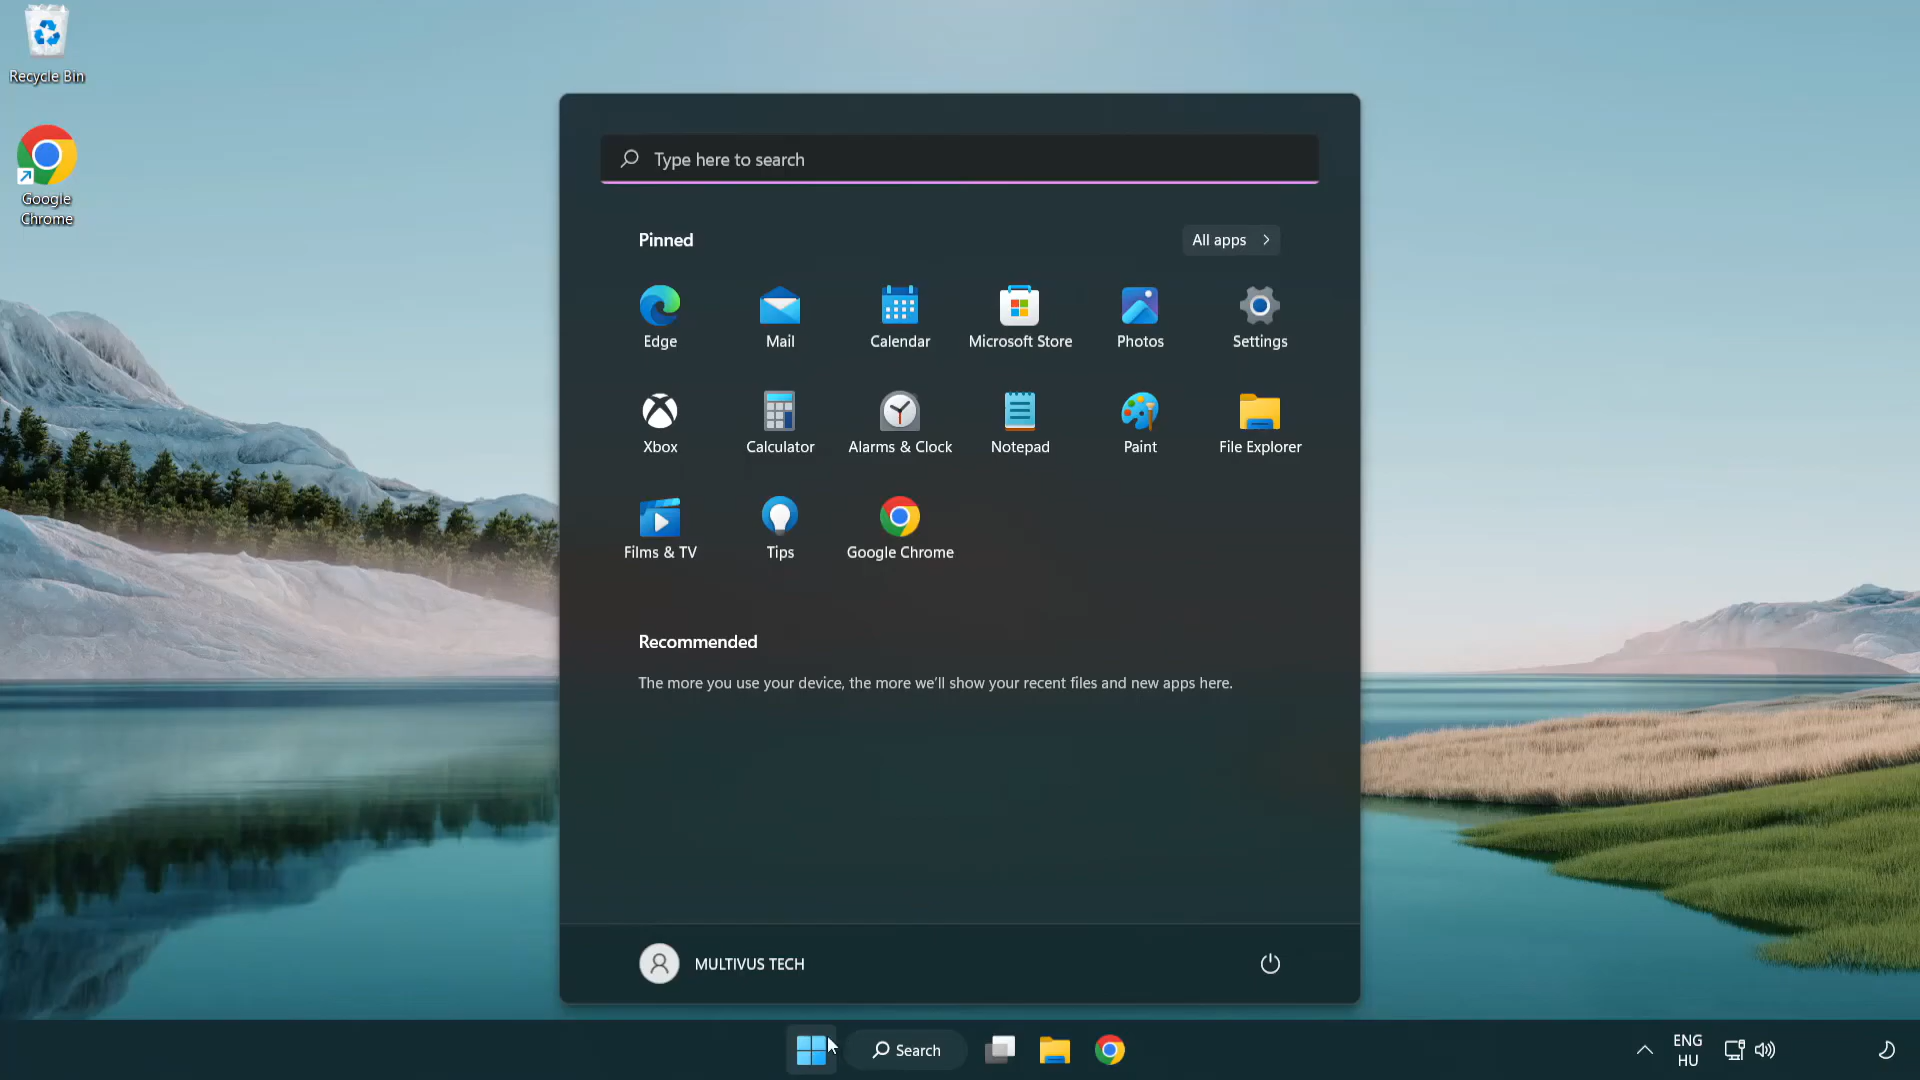 Recycle Bin
Google
Chrome
Type here to search
Pinned
All apps
Edge
Mail
Calendar
Microsoft Store
Photos
Settings
Xbox
Calculator
Alarms & Clock
Notepad
Paint
File Explorer
Films & TV
Tips
Google Chrome
Recommended
The more you use your device, the more we'll show your recent files and new apps here.
MULTIVUS TECH
Search
ENG
HU